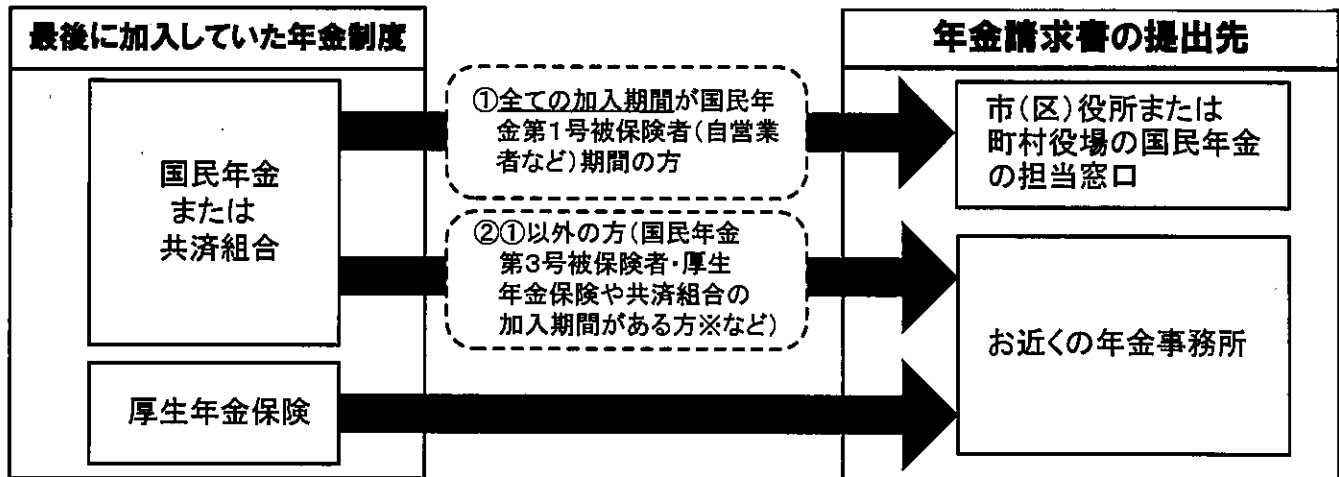 最後に加入していた年金制度
年金請求書の提出先
国民年金
または
共済組合
①全ての加入期間が国民年
金第1号被保険者(自営業
者など)期間の方
市(区)役所または
町村役場の国民年金
の担当窓口
②①以外の方(国民年金
第3号被保険者・厚生
年金保険や共済組合の
加入期間がある方※など)
お近くの年金事務所
厚生年金保険